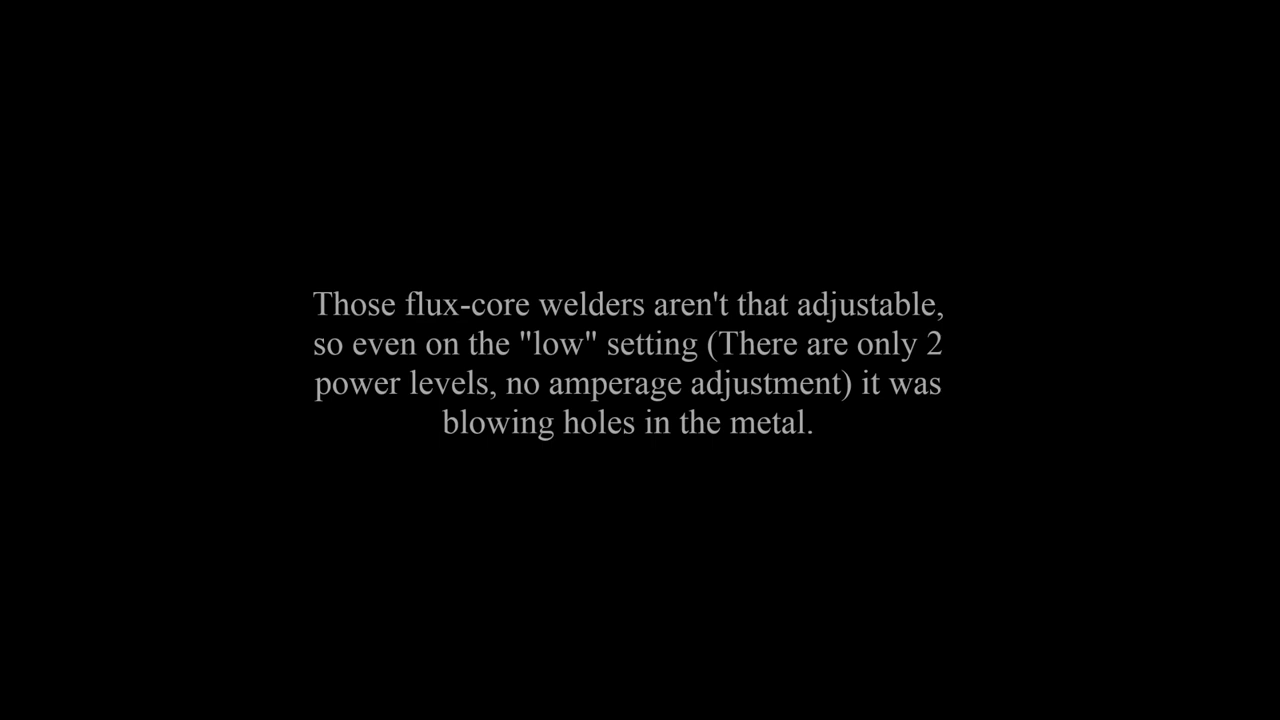 Those flux-core welders aren't that adjustable,
so even on the "low" setting (There are only 2
power levels, no amperage adjustment) it was
blowing holes in the metal.